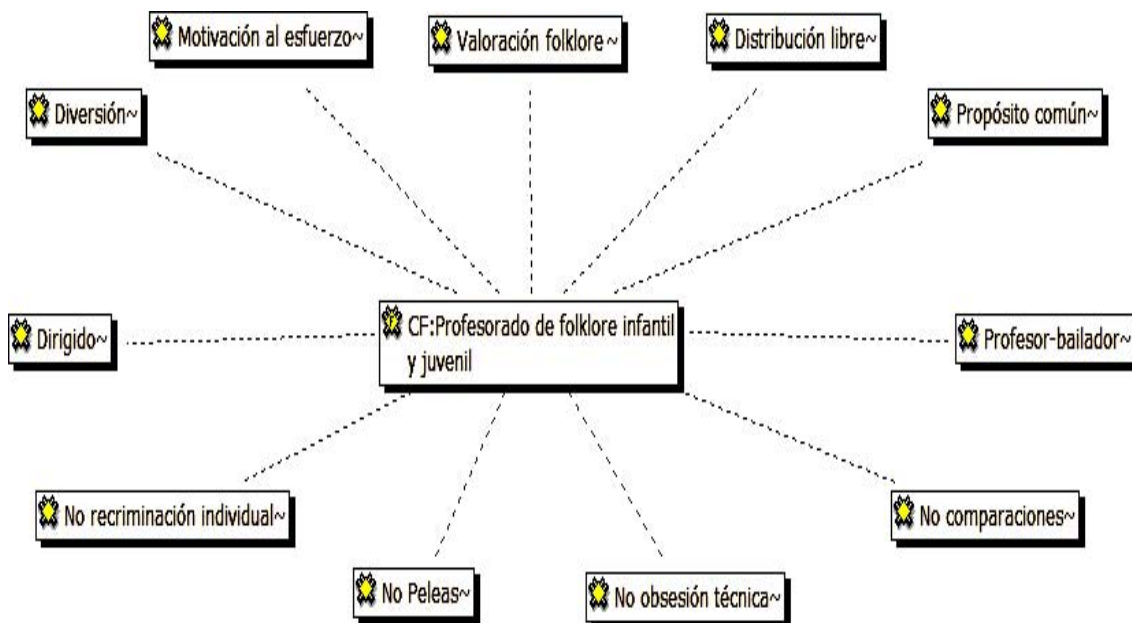 Motivación al esfuerzo~
Valoración folklore~
Distribución libre~
Diversión~
Propósito común~
CF:Profesorado de folklore infantil
y juvenil
Dirigido~
Profesor-bailador~
No recriminación individual~
No comparaciones~
No Peleas~
No obsesión técnica~